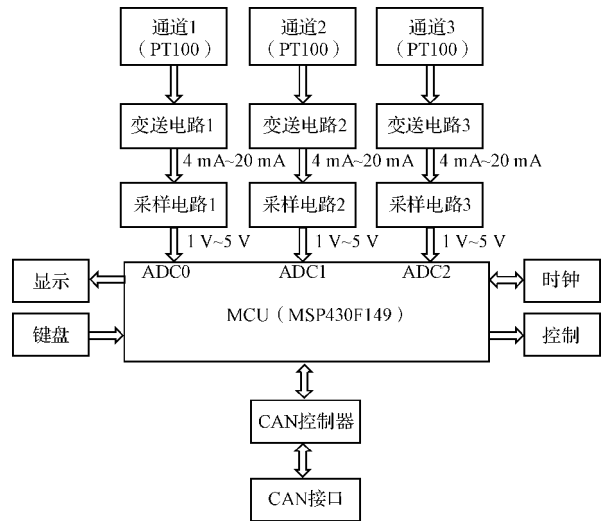 通道1 通道2 通道3
（PT100） （PT100） （PT100）
变送电路1 变送电路2 变送电路3
4 mA~20 mA 4 mA~20 mA 4 mA~20 mA
采样电路1 采样电路2 采样电路3
1 V~5 V 1 V~5 V 1 V~5 V
ADC0 ADC1 ADC2
显示 时钟
MCU（MSP430F149）
键盘 控制
CAN控制器
CAN接口